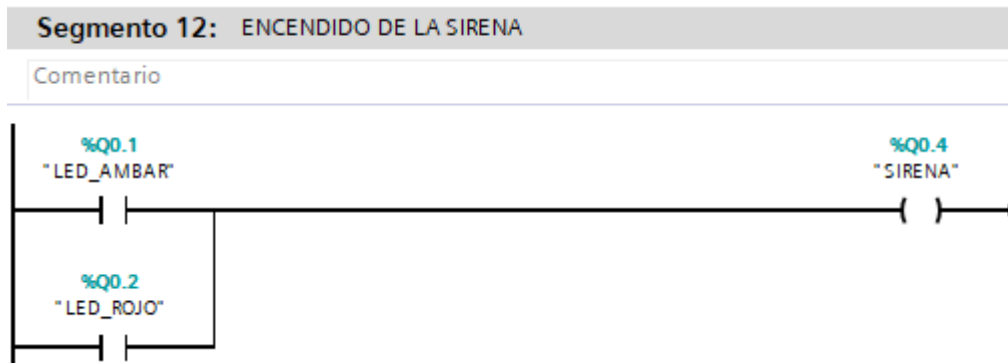 Segmento 12: ENCENDIDO DE LA SIRENA
Comentario
%Q0.1
"LED_AMBAR"
%Q0.4
"SIRENA"
%Q0.2
"LED_ROJO"